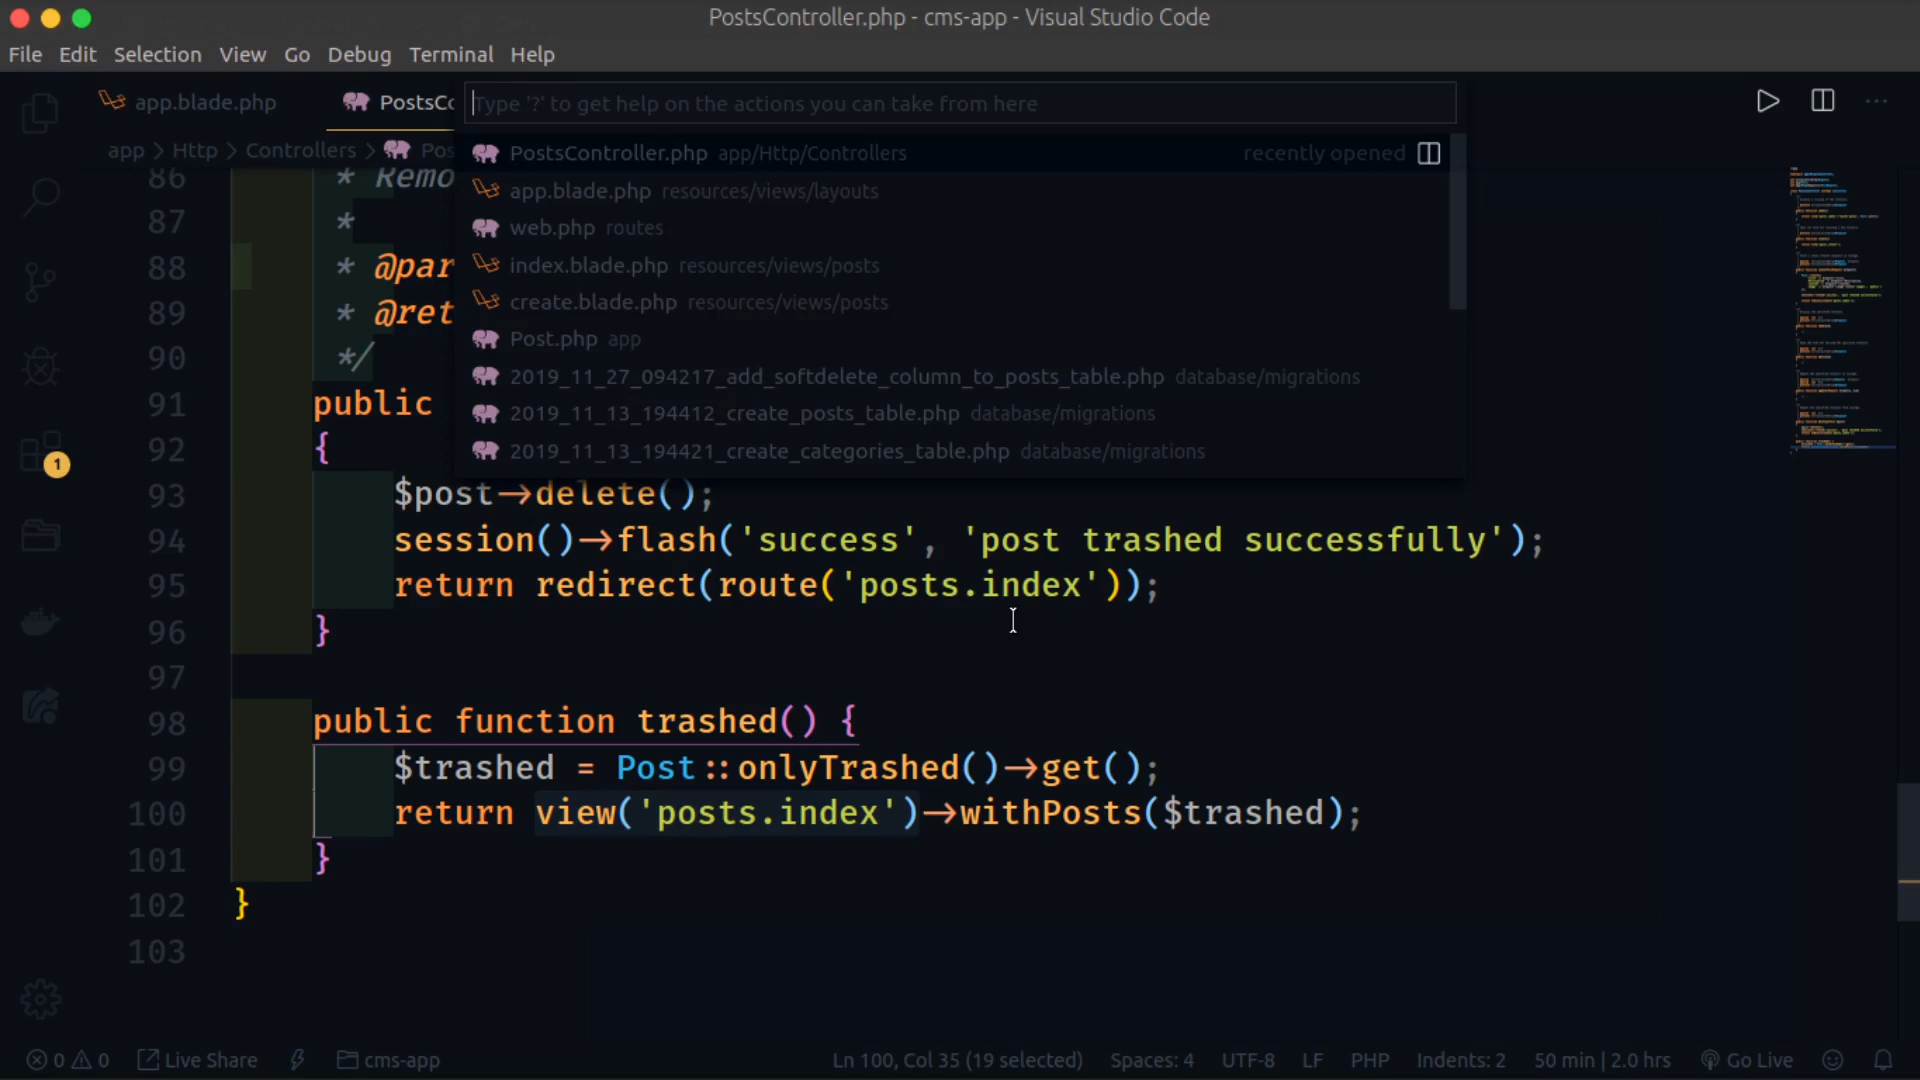 PostsController.php - cms-app - Visual Studio Code
File Edit Selection View Go Debug Terminal Help
app.blade.php PostsCo
Type '?' to get help on the actions you can take from here
app > Http > Controllers > Pos
PostsController.php app/Http/Controllers recently opened
app.blade.php resources/views/layouts
web.php routes
index.blade.php resources/views/posts
create.blade.php resources/views/posts
Post.php app
2019_11_27_094217_add_softdelete_column_to_posts_table.php database/migrations
2019_11_13_194412_create_posts_table.php database/migrations
2019_11_13_194421_create_categories_table.php database/migrations
86 * Remo
87 *
88 * @par
89 * @ret
90 */
91 public
92 {
93 $post->delete();
94 session()->flash('success', 'post trashed successfully');
95 return redirect(route('posts.index'));
96 }
97
98 public function trashed() {
99 $trashed = Post::onlyTrashed()->get();
100 return view('posts.index')->withPosts($trashed);
101 }
102 }
103
1
0 0 Live Share cms-app Ln 100, Col 35 (19 selected) Spaces: 4 UTF-8 LF PHP Indents: 2 50 min | 2.0 hrs Go Live